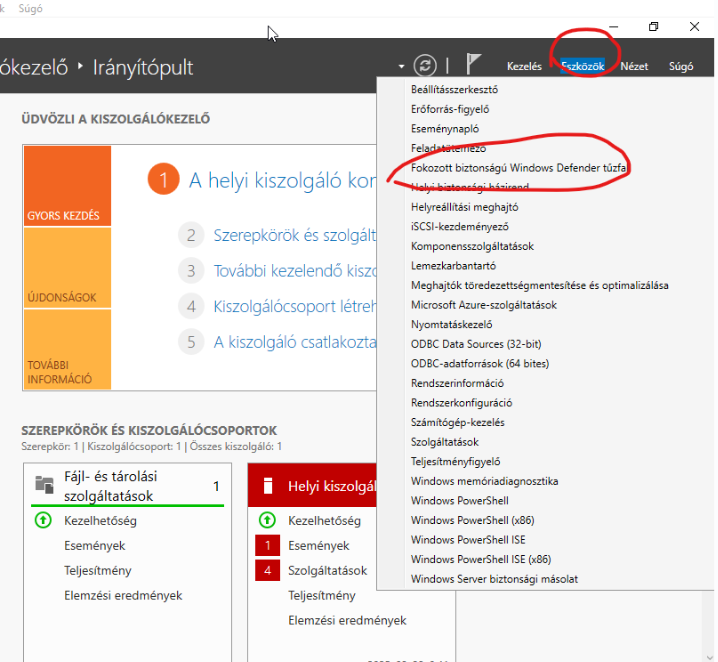 k Súgó
ókezelő ‣ Irányítópult
Kezelés Eszközök Nézet Súgó
ÜDVÖZLI A KISZOLGÁLÓKEZELŐ
GYORS KEZDÉS
ÚJDONSÁGOK
TOVÁBBI
INFORMÁCIÓ
1 A helyi kiszolgáló kor
2 Szerepkörök és szolgált
3 További kezelendő kiszo
4 Kiszolgálócsoport létreh
5 A kiszolgáló csatlakozta
Beállításszerkesztő
Erőforrás-figyelő
Eseménynapló
Feladatütemező
Fokozott biztonságú Windows Defender tűzfal
Helyi biztonsági házirend
Helyreállítási meghajtó
iSCSI-kezdeményező
Komponensszolgáltatások
Lemezkarbantartó
Meghajtók töredezettségmentesítése és optimalizálása
Microsoft Azure-szolgáltatások
Nyomtatáskezelő
ODBC Data Sources (32-bit)
ODBC-adatforrások (64 bites)
Rendszerinformáció
Rendszerkonfiguráció
Számítógép-kezelés
Szolgáltatások
Teljesítményfigyelő
Windows memóriadiagnosztika
Windows PowerShell
Windows PowerShell (x86)
Windows PowerShell ISE
Windows PowerShell ISE (x86)
Windows Server biztonsági másolat
SZEREPKÖRÖK ÉS KISZOLGÁLÓCSOPORTOK
Szerepkör: 1 | Kiszolgálócsoport: 1 | Összes kiszolgáló: 1
Fájl- és tárolási
szolgáltatások 1
Kezelhetőség
Események
Teljesítmény
Elemzési eredmények
Helyi kiszolgál
Kezelhetőség
1 Események
4 Szolgáltatások
Teljesítmény
Elemzési eredmények